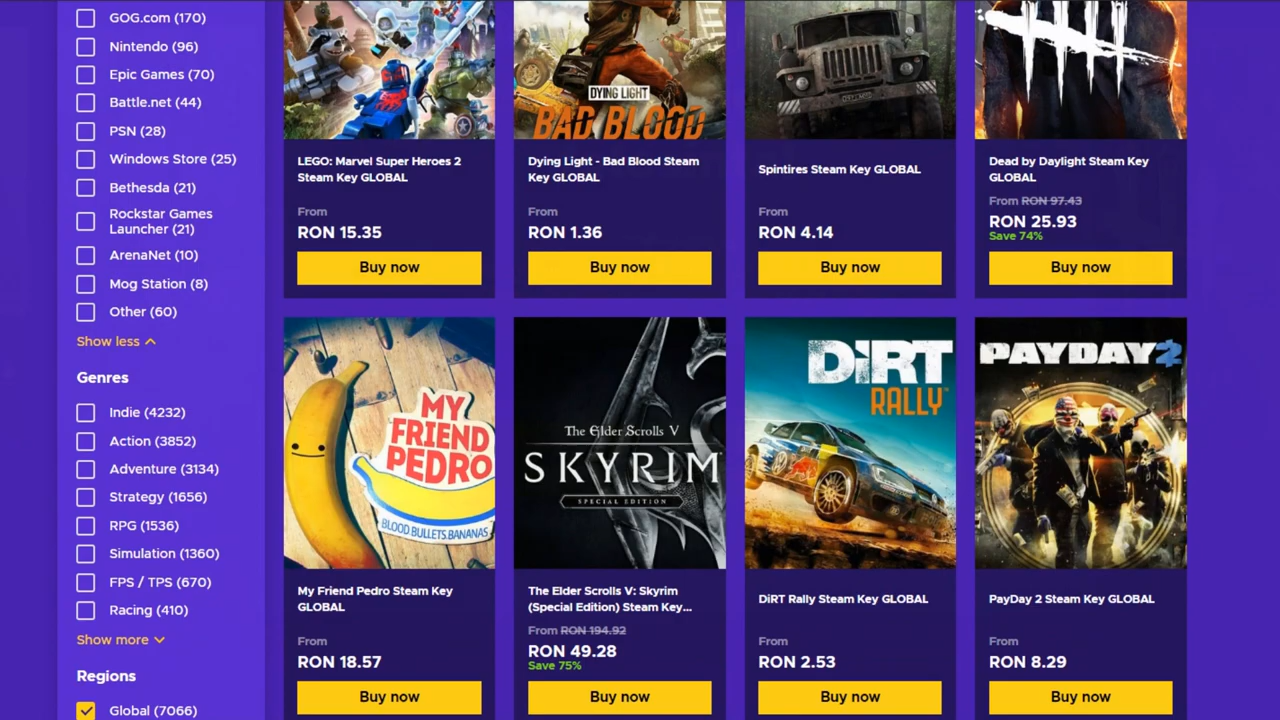 GOG.com (170)
Nintendo (96)
Epic Games (70)
Battle.net (44)
PSN (28)
Windows Store (25)
Bethesda (21)
Rockstar Games
Launcher (21)
ArenaNet (10)
Mog Station (8)
Other (60)
Show less
Genres
Indie (4232)
Action (3852)
Adventure (3134)
Strategy (1656)
RPG (1536)
Simulation (1360)
FPS / TPS (670)
Racing (410)
Show more
Regions
Global (7066)
LEGO: Marvel Super Heroes 2
Steam Key GLOBAL
From
RON 15.35
Buy now
DYING LIGHT
BAD BLOOD
Dying Light - Bad Blood Steam
Key GLOBAL
From
RON 1.36
Buy now
Spintires Steam Key GLOBAL
From
RON 4.14
Buy now
Dead by Daylight Steam Key
GLOBAL
From RON 97.43
RON 25.93
Save 74%
Buy now
MY
FRIEND
PEDRO
BLOOD BULLETS BANANAS
My Friend Pedro Steam Key
GLOBAL
From
RON 18.57
Buy now
The Elder Scrolls V
SKYRIM
SPECIAL EDITION
The Elder Scrolls V: Skyrim
(Special Edition) Steam Key...
From RON 194.92
RON 49.28
Save 75%
Buy now
DiRT
RALLY
DiRT Rally Steam Key GLOBAL
From
RON 2.53
Buy now
PAYDAY 2
PayDay 2 Steam Key GLOBAL
From
RON 8.29
Buy now